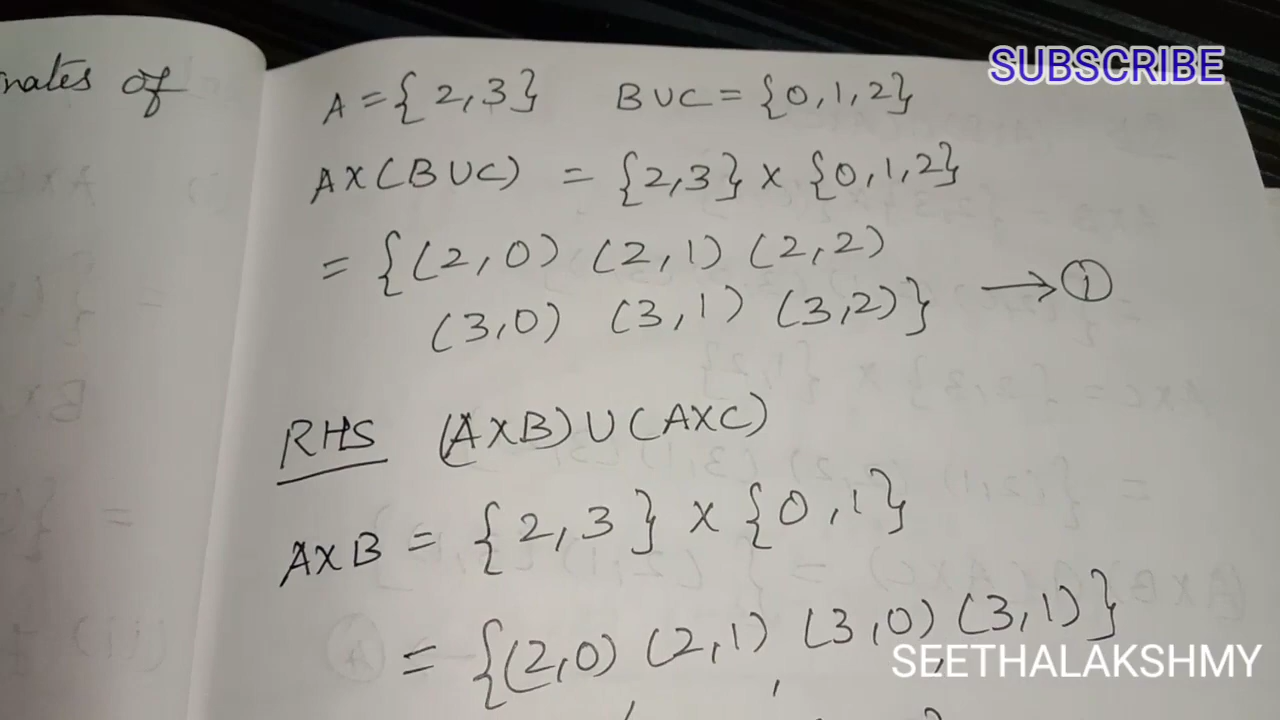 nates of
SUBSCRIBE
A = {2,3} B∪C = {0,1,2}
A×(B∪C) = {2,3} × {0,1,2}
= {(2,0) (2,1) (2,2)
(3,0) (3,1) (3,2)} → ①
RHS (A×B)∪(A×C)
A×B = {2,3} × {0,1}
= {(2,0) (2,1) (3,0) (3,1)}
SEETHALAKSHMY